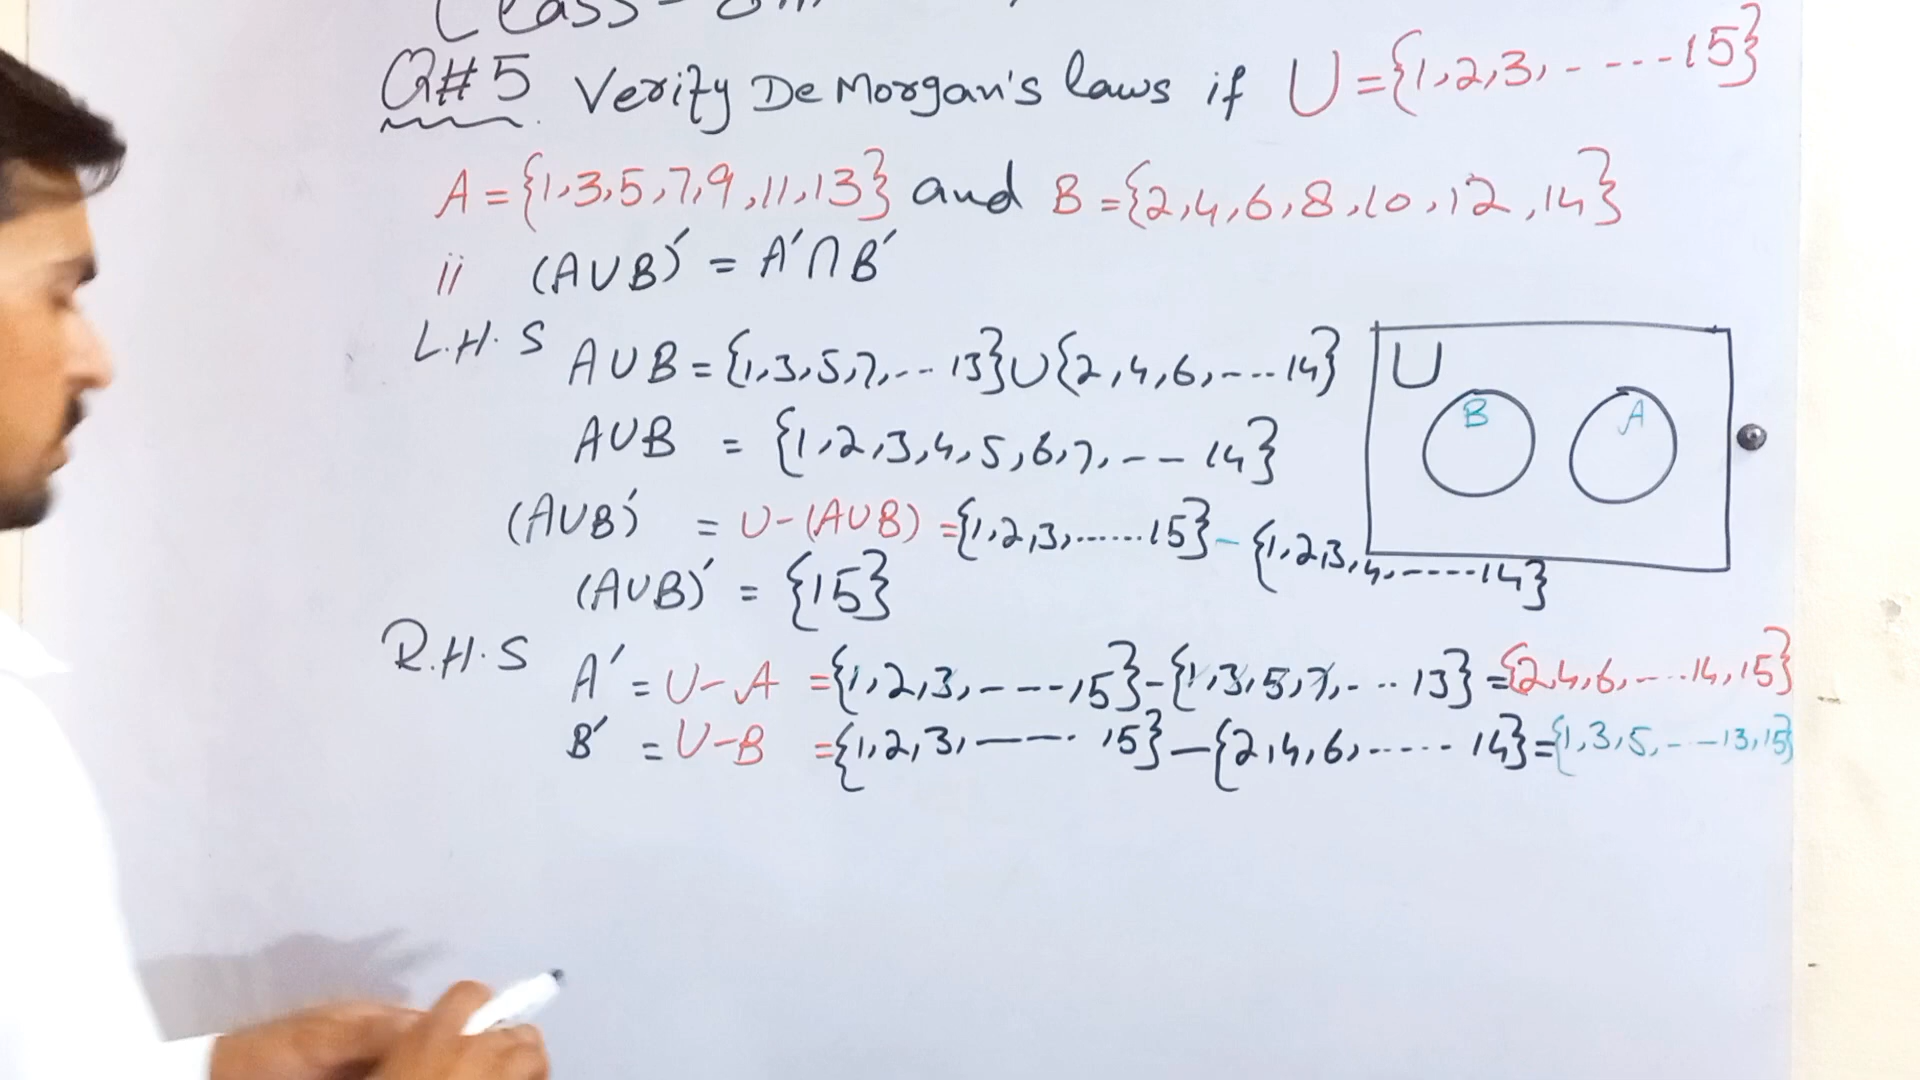 Class-8th
Q#5 Verify De Morgan's laws if U={1,2,3,-----15}
A={1,3,5,7,9,11,13} and B={2,4,6,8,10,12,14}
ii (A∪B)′ = A′∩B′
L.H.S A∪B={1,3,5,7,--- 13}∪{2,4,6,----14}
U
B A
A∪B = {1,2,3,4,5,6,7,-- 14}
(A∪B)′ = U-(A∪B) ={1,2,3,......15}-{1,2,3,4,-----14}
(A∪B)′ = {15}
R.H.S A′ = U-A ={1,2,3,----15}-{1,3,5,7,--- 13}={2,4,6,---14,15}
B′ = U-B ={1,2,3,--- 15}-{2,4,6,----- 14}={1,3,5,---13,15}